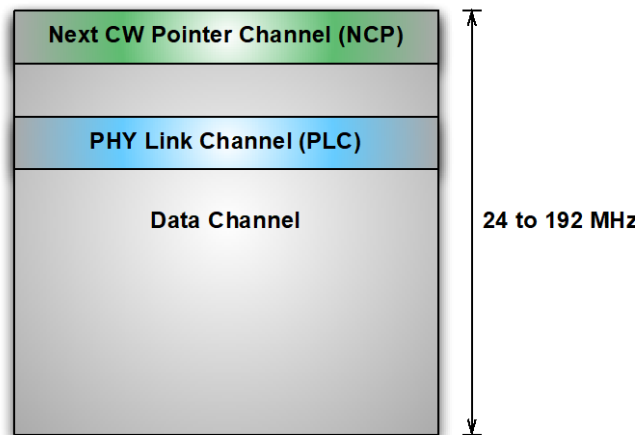 Next CW Pointer Channel (NCP)
PHY Link Channel (PLC)
Data Channel
24 to 192 MHz